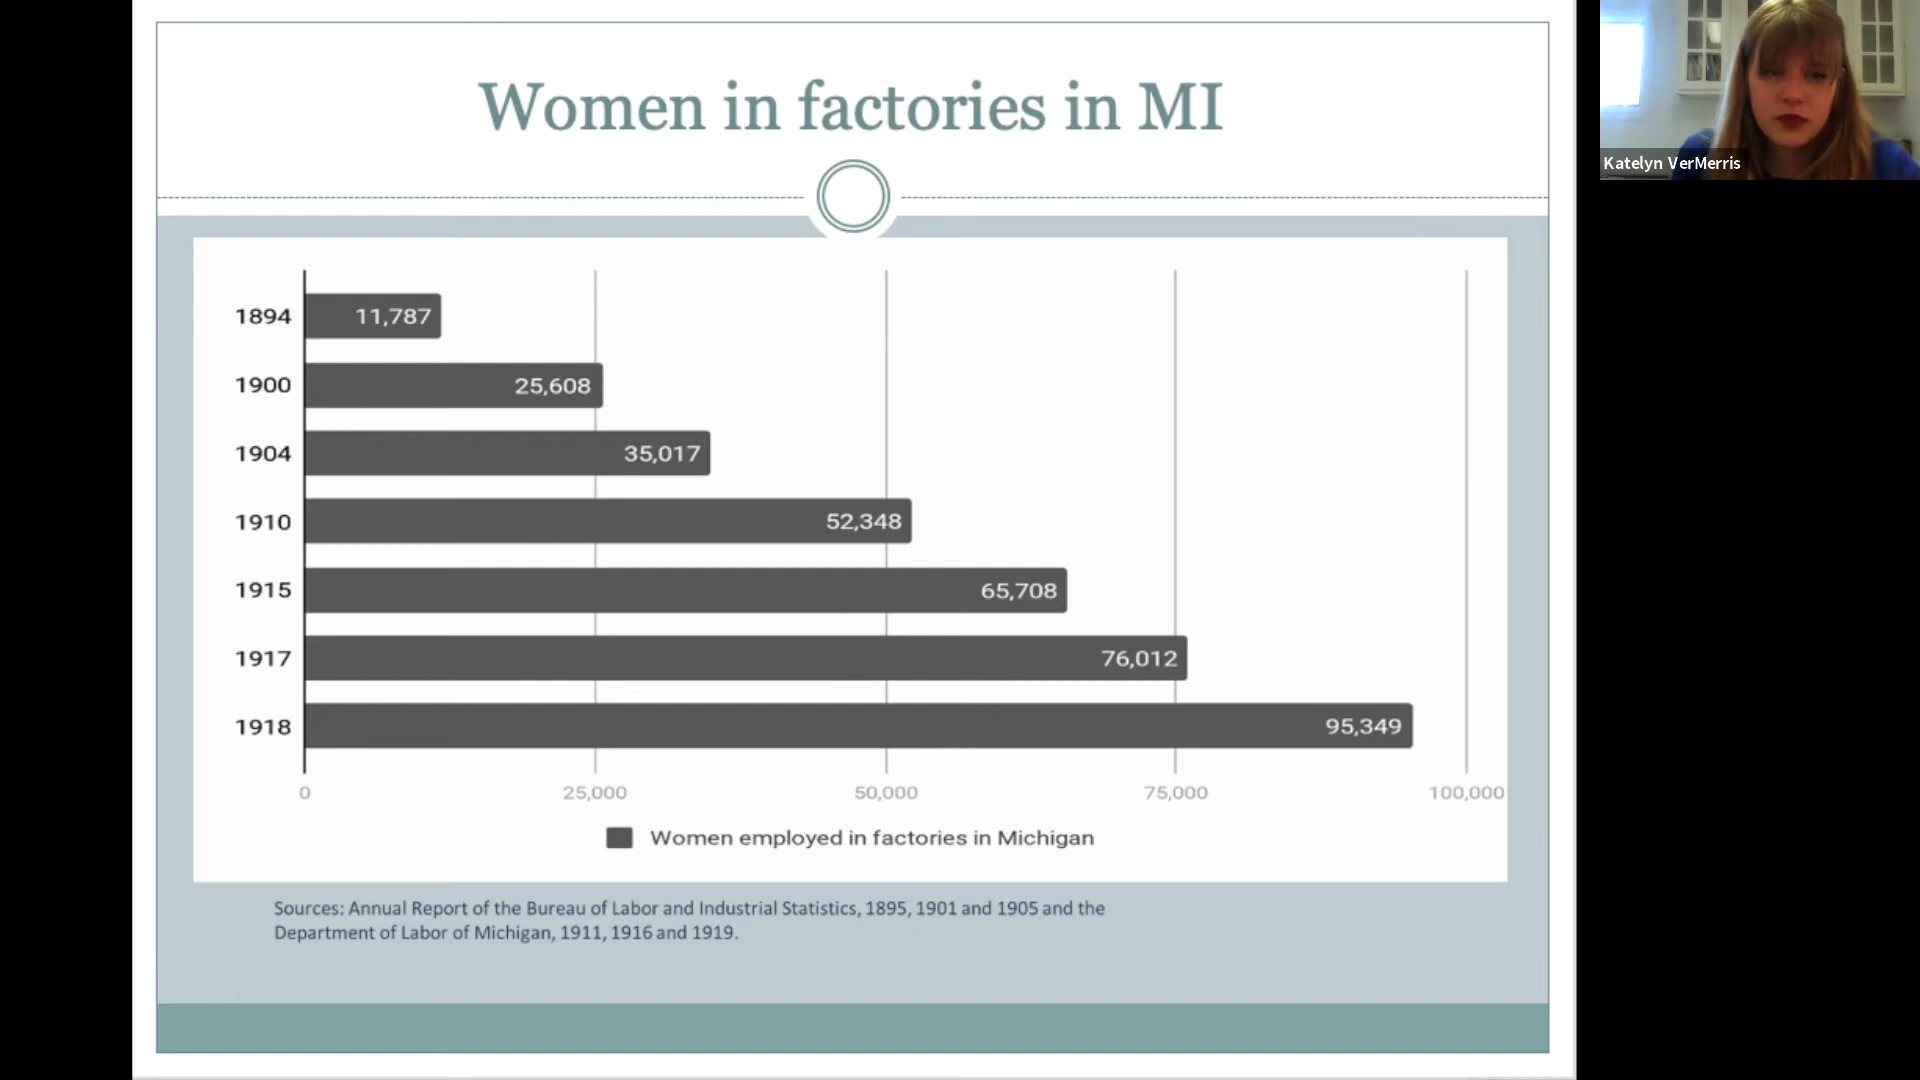 Women in factories in MI
Katelyn VerMerris
1894 11,787
1900 25,608
1904 35,017
1910 52,348
1915 65,708
1917 76,012
1918 95,349
0 25,000 50,000 75,000 100,000
Women employed in factories in Michigan
Sources: Annual Report of the Bureau of Labor and Industrial Statistics, 1895, 1901 and 1905 and the
Department of Labor of Michigan, 1911, 1916 and 1919.